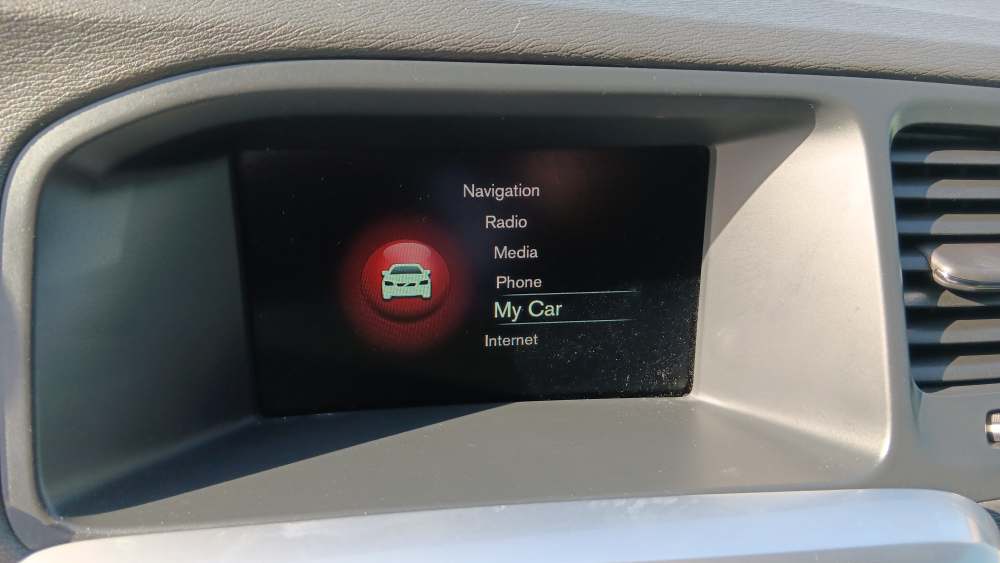 Navigation
Radio
Media
Phone
My Car
Internet